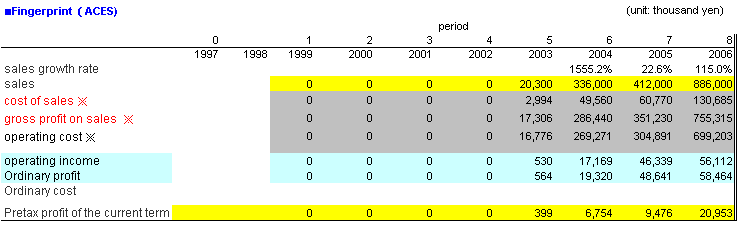 ■Fingerprint ( ACES) (unit: thousand yen)
period
0 1 2 3 4 5 6 7 8
1997 1998 1999 2000 2001 2002 2003 2004 2005 2006
sales growth rate 1555.2% 22.6% 115.0%
sales 0 0 0 0 20,300 336,000 412,000 886,000
cost of sales ※ 0 0 0 0 2,994 49,560 60,770 130,685
gross profit on sales ※ 0 0 0 0 17,306 286,440 351,230 755,315
operating cost ※ 0 0 0 0 16,776 269,271 304,891 699,203
operating income 0 0 0 0 530 17,169 46,339 56,112
Ordinary profit 0 0 0 0 564 19,320 48,641 58,464
Ordinary cost
Pretax profit of the current term 0 0 0 0 399 6,754 9,476 20,953